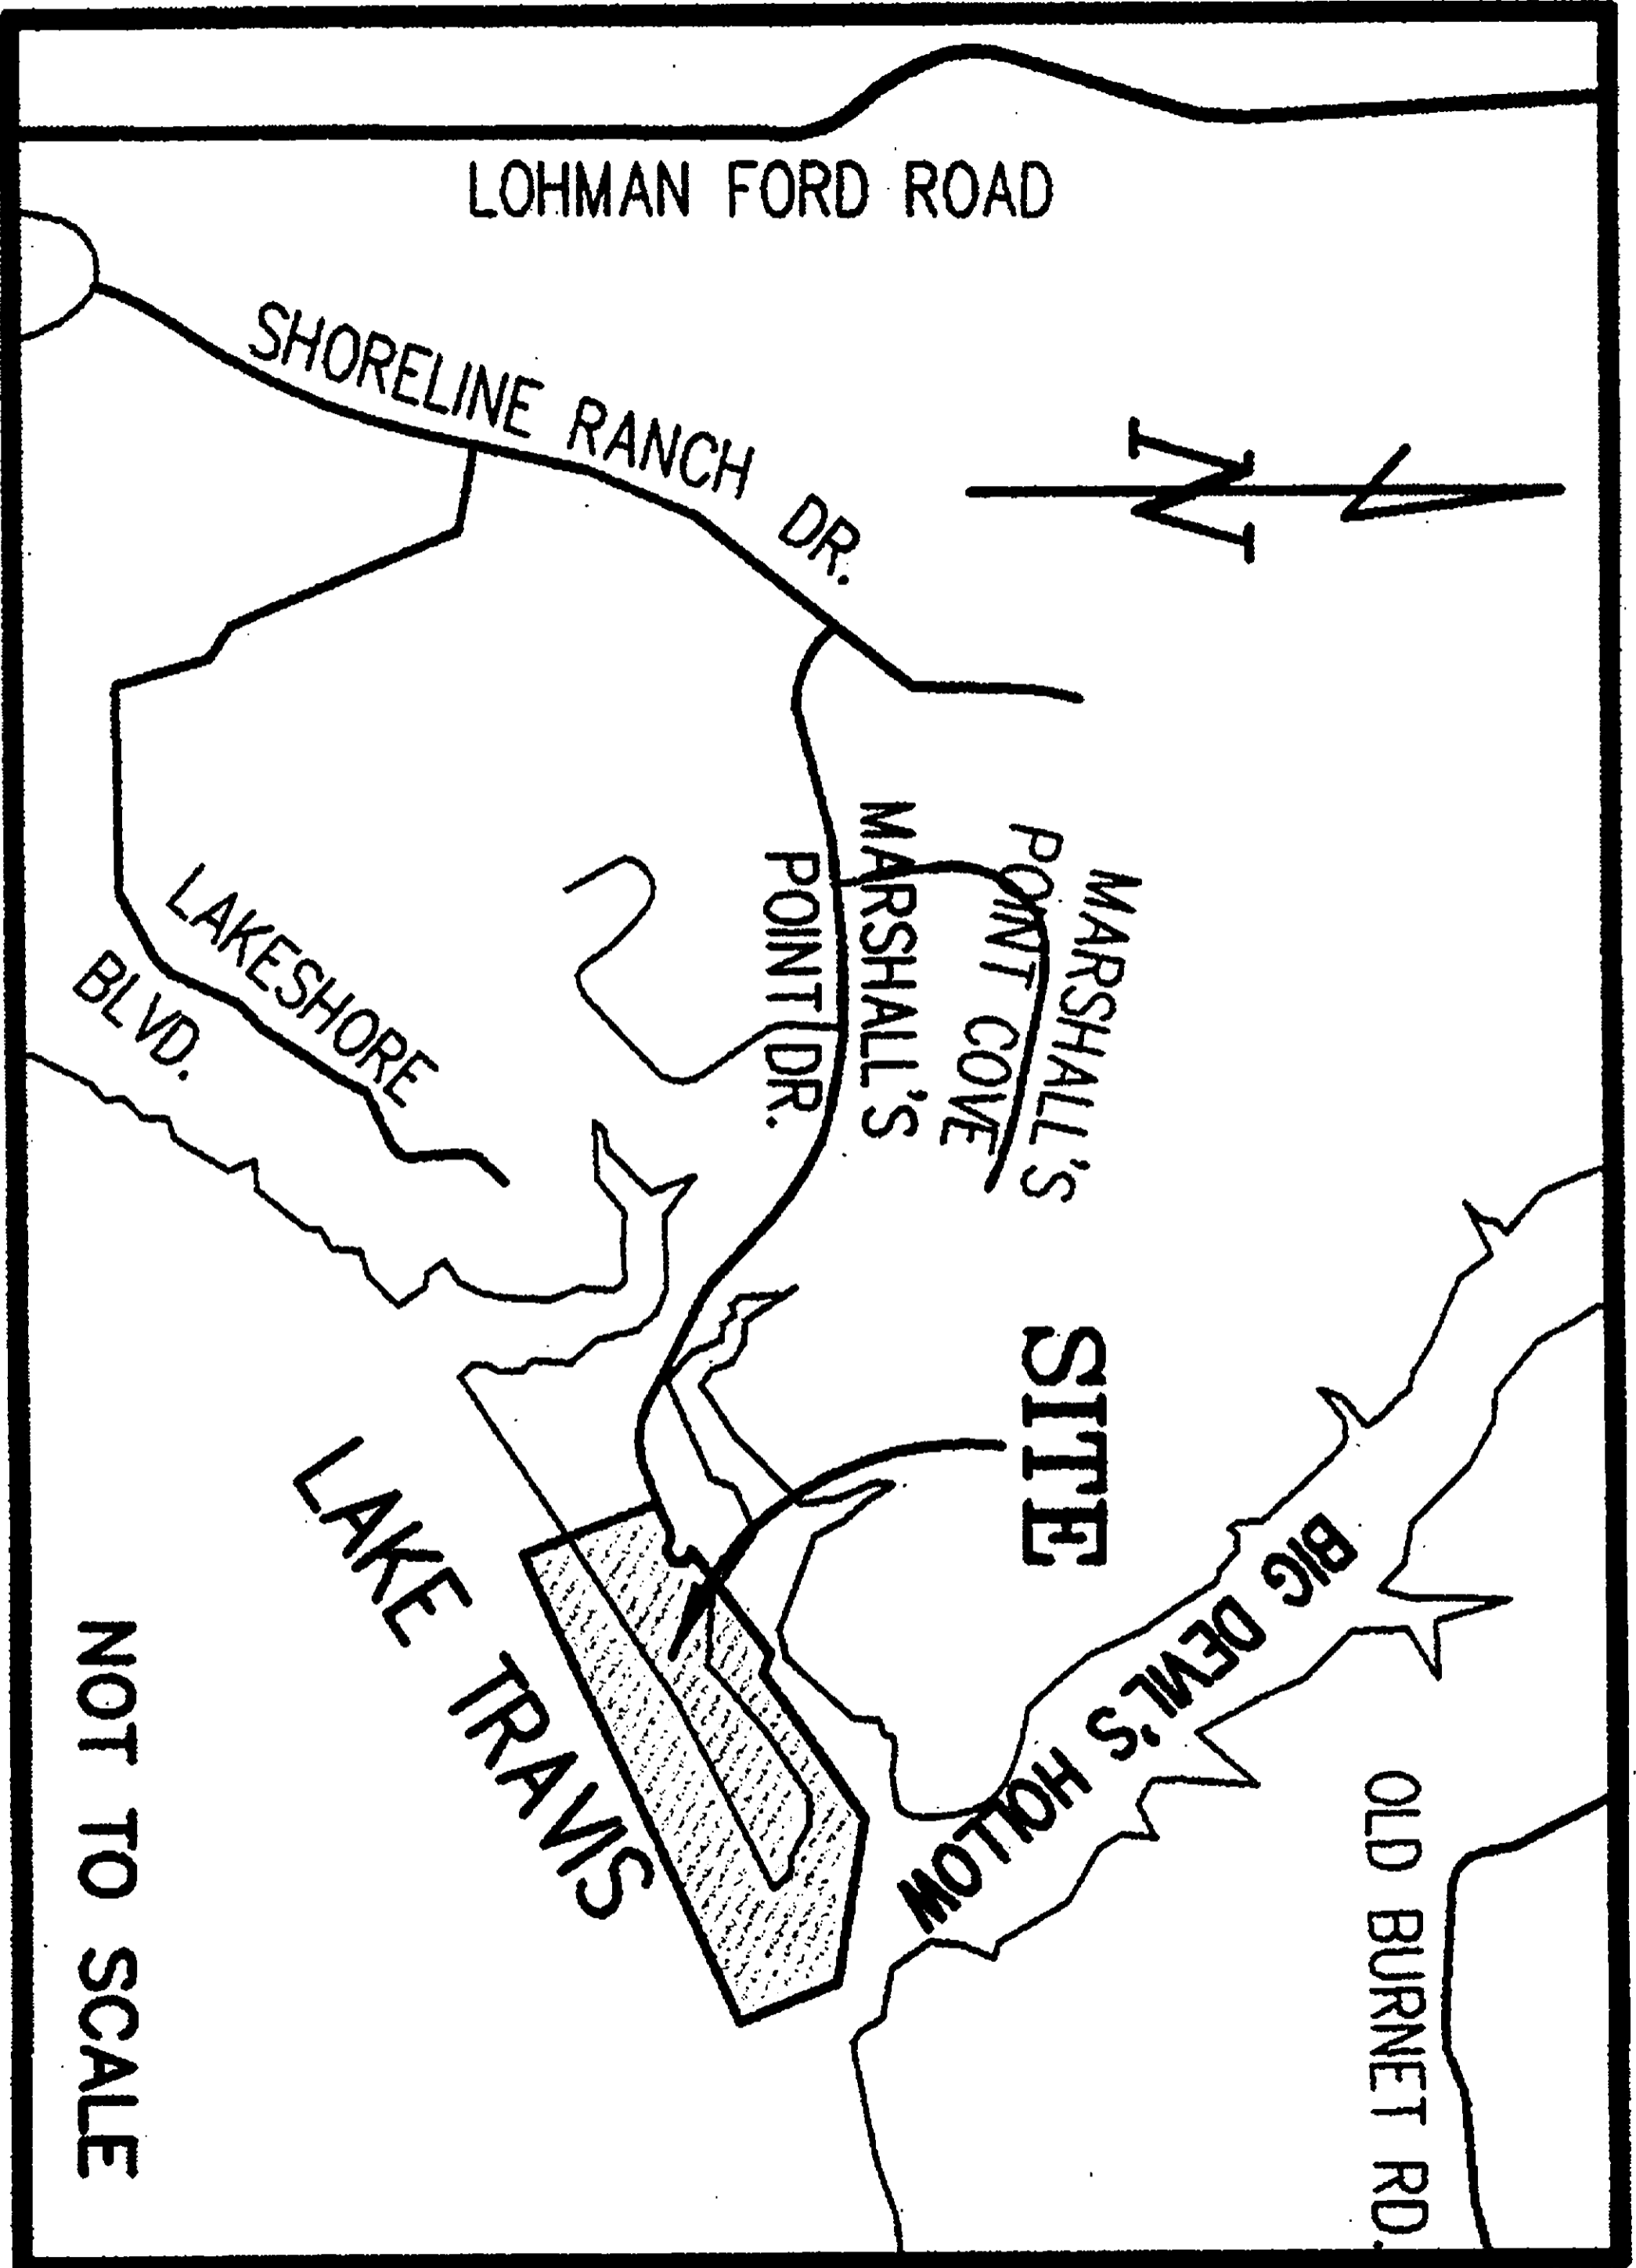 LOHMAN FORD ROAD
SHORELINE RANCH DR.
N
MARSHALL'S
POINT COVE
MARSHALL'S
POINT DR.
LAKESHORE
BLVD.
SITE
BIG DEVIL'S HOLLOW
LAKE TRAVIS
OLD BURNET RD.
NOT TO SCALE